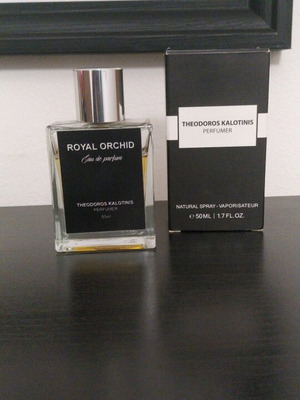 ROYAL ORCHID
Eau de parfum
THEODOROS KALOTINIS
PERFUMER
50ml
THEODOROS KALOTINIS
PERFUMER
NATURAL SPRAY - VAPORISATEUR
e 50ML | 1.7 FL.OZ.